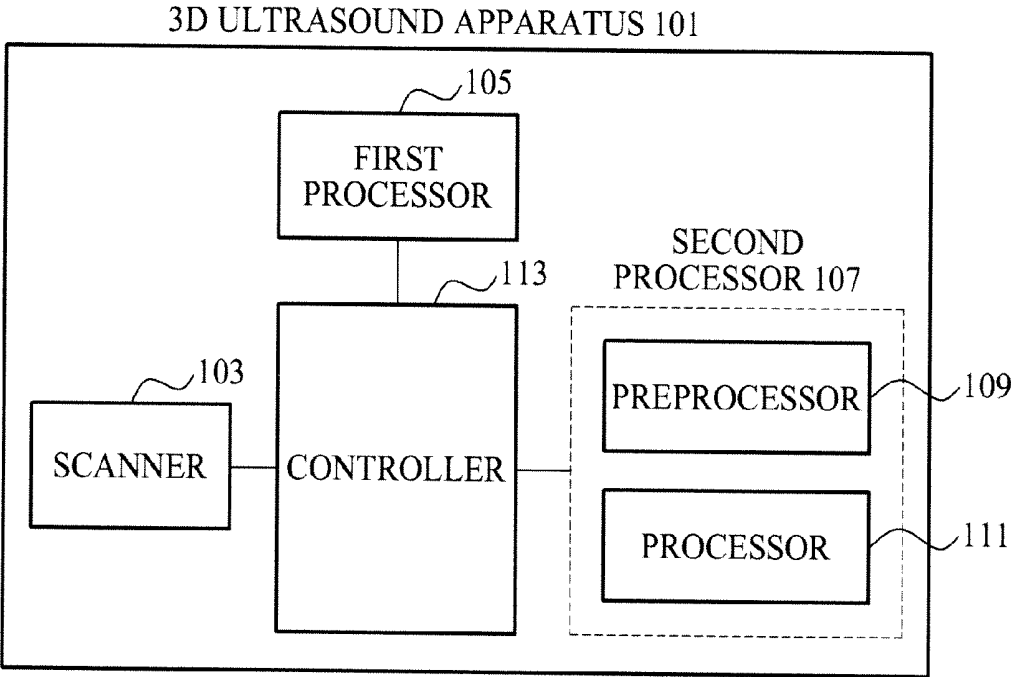 3D ULTRASOUND APPARATUS 101
105
FIRST
PROCESSOR
113
SECOND
PROCESSOR 107
103
SCANNER
CONTROLLER
PREPROCESSOR
109
PROCESSOR
111